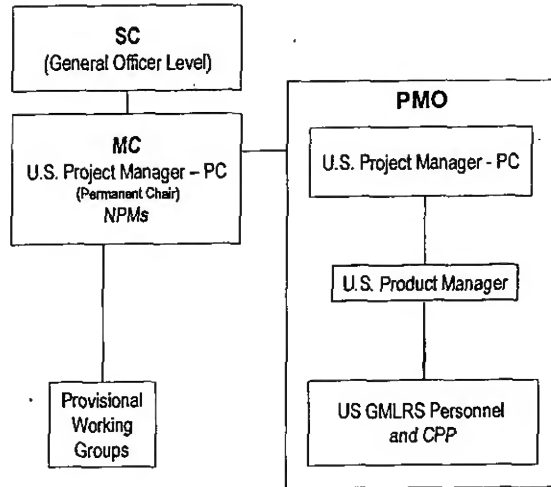 SC
(General Officer Level)
MC
U.S. Project Manager – PC
(Permanent Chair)
NPMs
Provisional
Working
Groups
PMO
U.S. Project Manager - PC
U.S. Product Manager
US GMLRS Personnel
and CPP